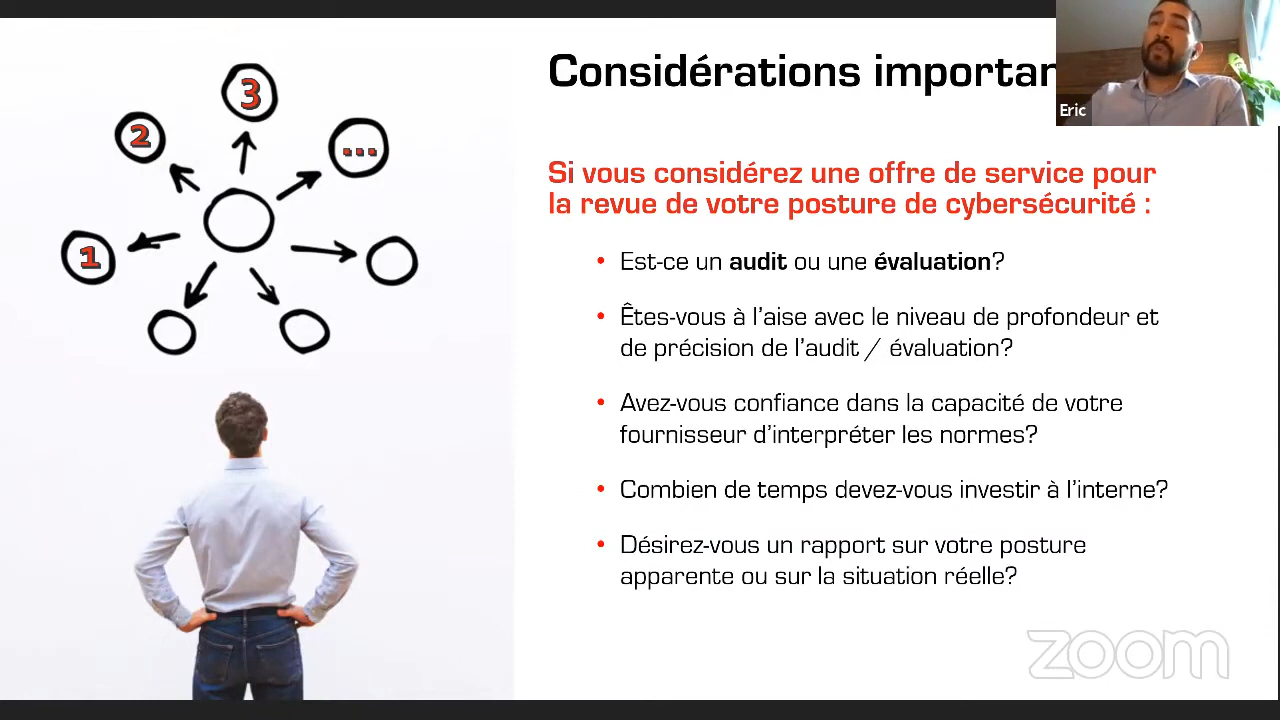 Considérations importan
Eric
Si vous considérez une offre de service pour
la revue de votre posture de cybersécurité :
• Est-ce un audit ou une évaluation?
• Êtes-vous à l'aise avec le niveau de profondeur et
de précision de l'audit / évaluation?
• Avez-vous confiance dans la capacité de votre
fournisseur d'interpréter les normes?
• Combien de temps devez-vous investir à l'interne?
• Désirez-vous un rapport sur votre posture
apparente ou sur la situation réelle?
3
2
...
1
zoom